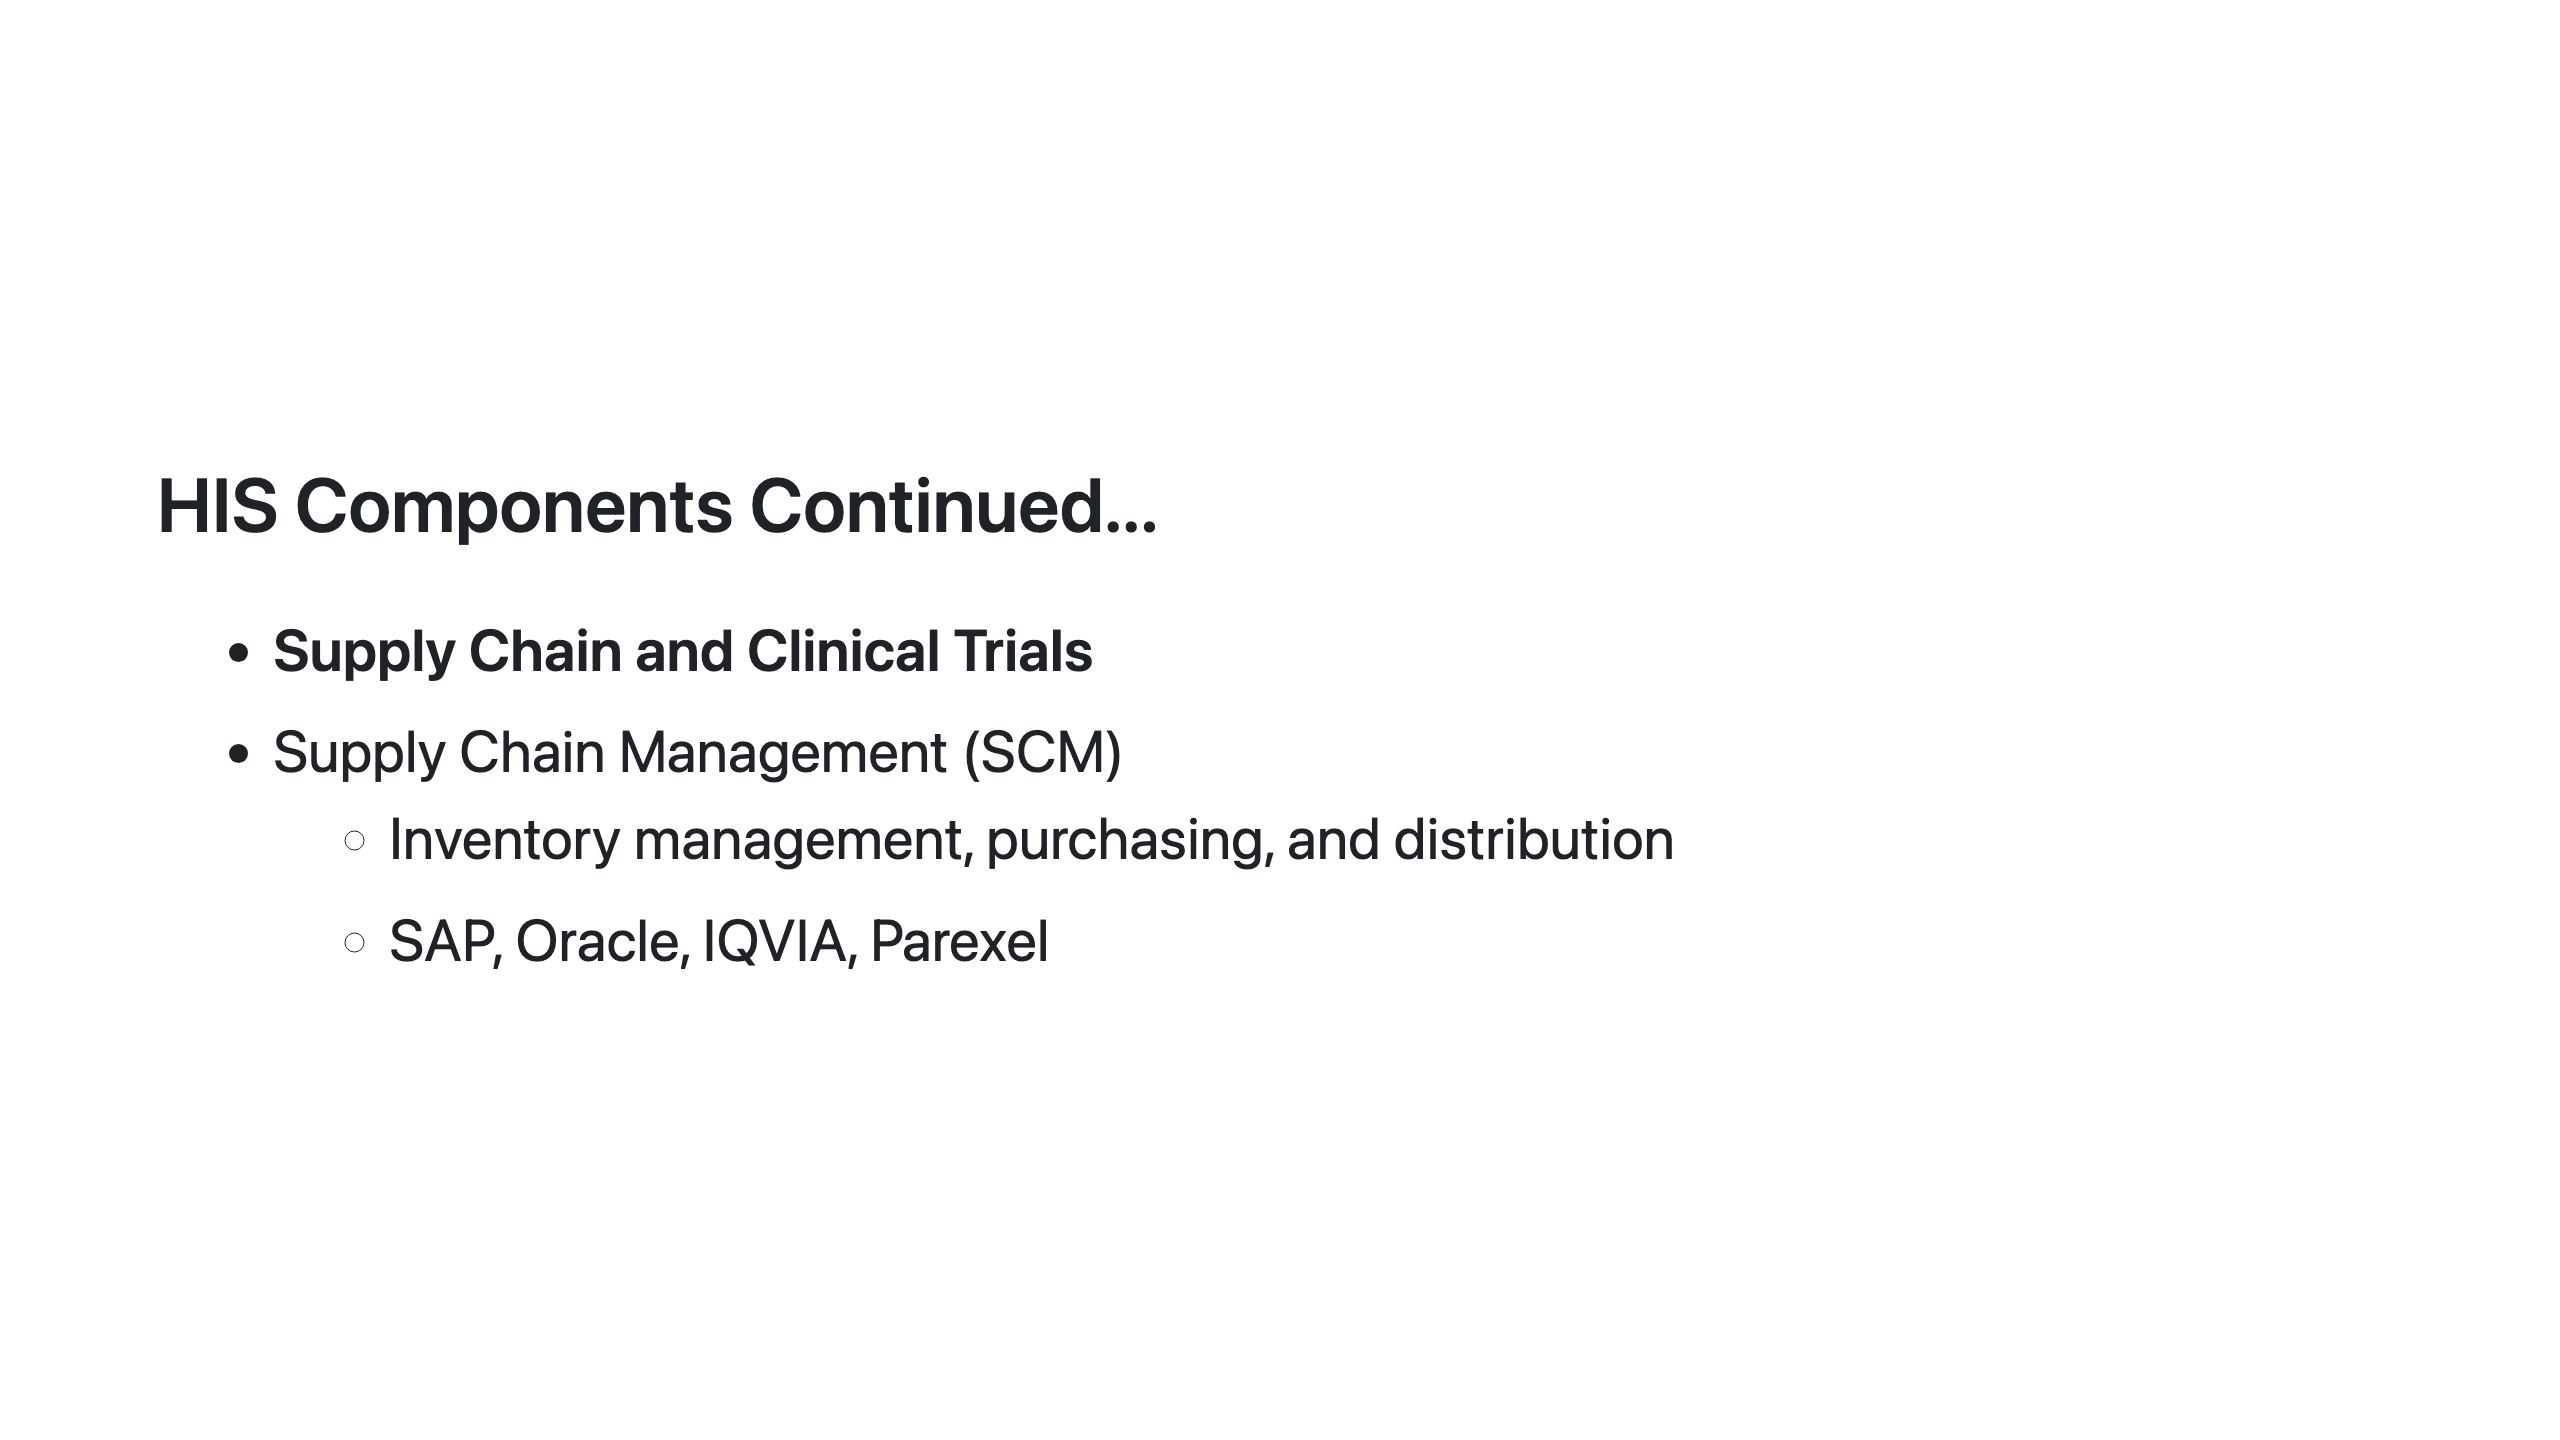 HIS Components Continued...
• Supply Chain and Clinical Trials
• Supply Chain Management (SCM)
○ Inventory management, purchasing, and distribution
○ SAP, Oracle, IQVIA, Parexel